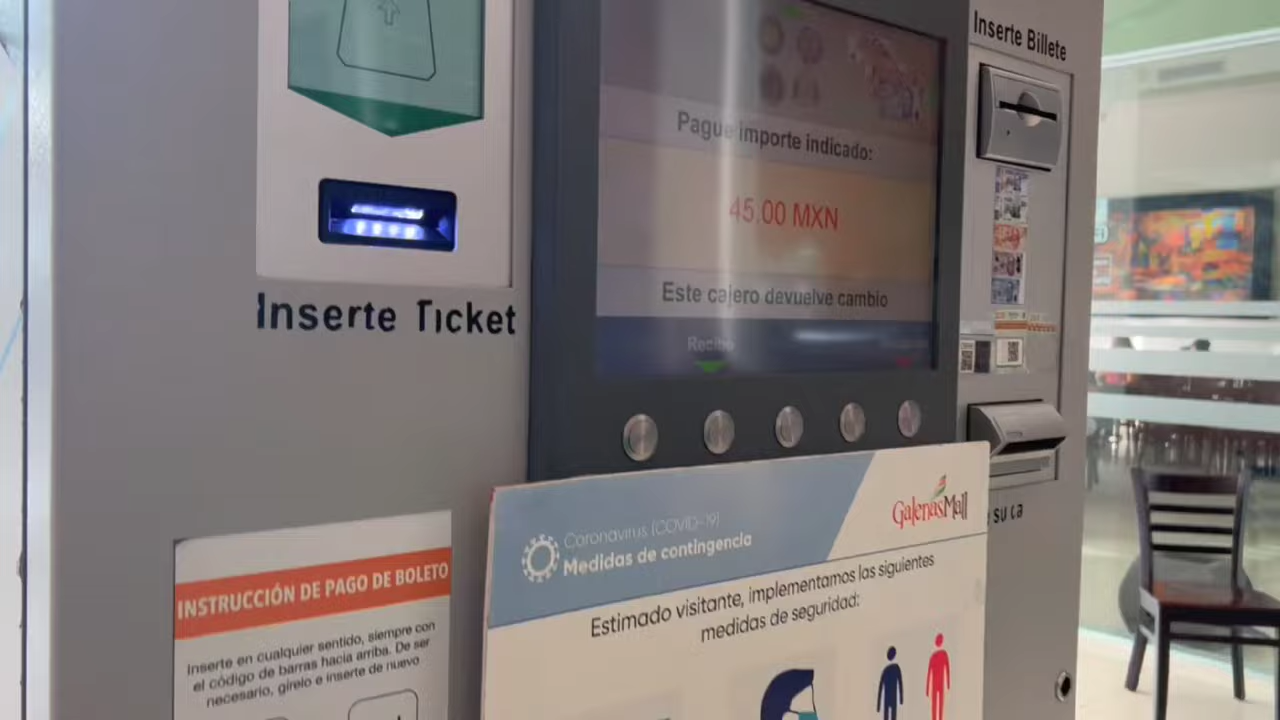 Inserte Billete
Pague importe indicado:
45.00 MXN
Este cajero devuelve cambio
Recibo
Inserte Ticket
su ca
GaleríasMall
Coronavirus (COVID-19)
Medidas de contingencia
Estimado visitante, implementamos las siguientes
medidas de seguridad:
INSTRUCCIÓN DE PAGO DE BOLETO
Inserte en cualquier sentido, siempre con
el código de barras hacia arriba. De ser
necesario, gírelo e inserte de nuevo